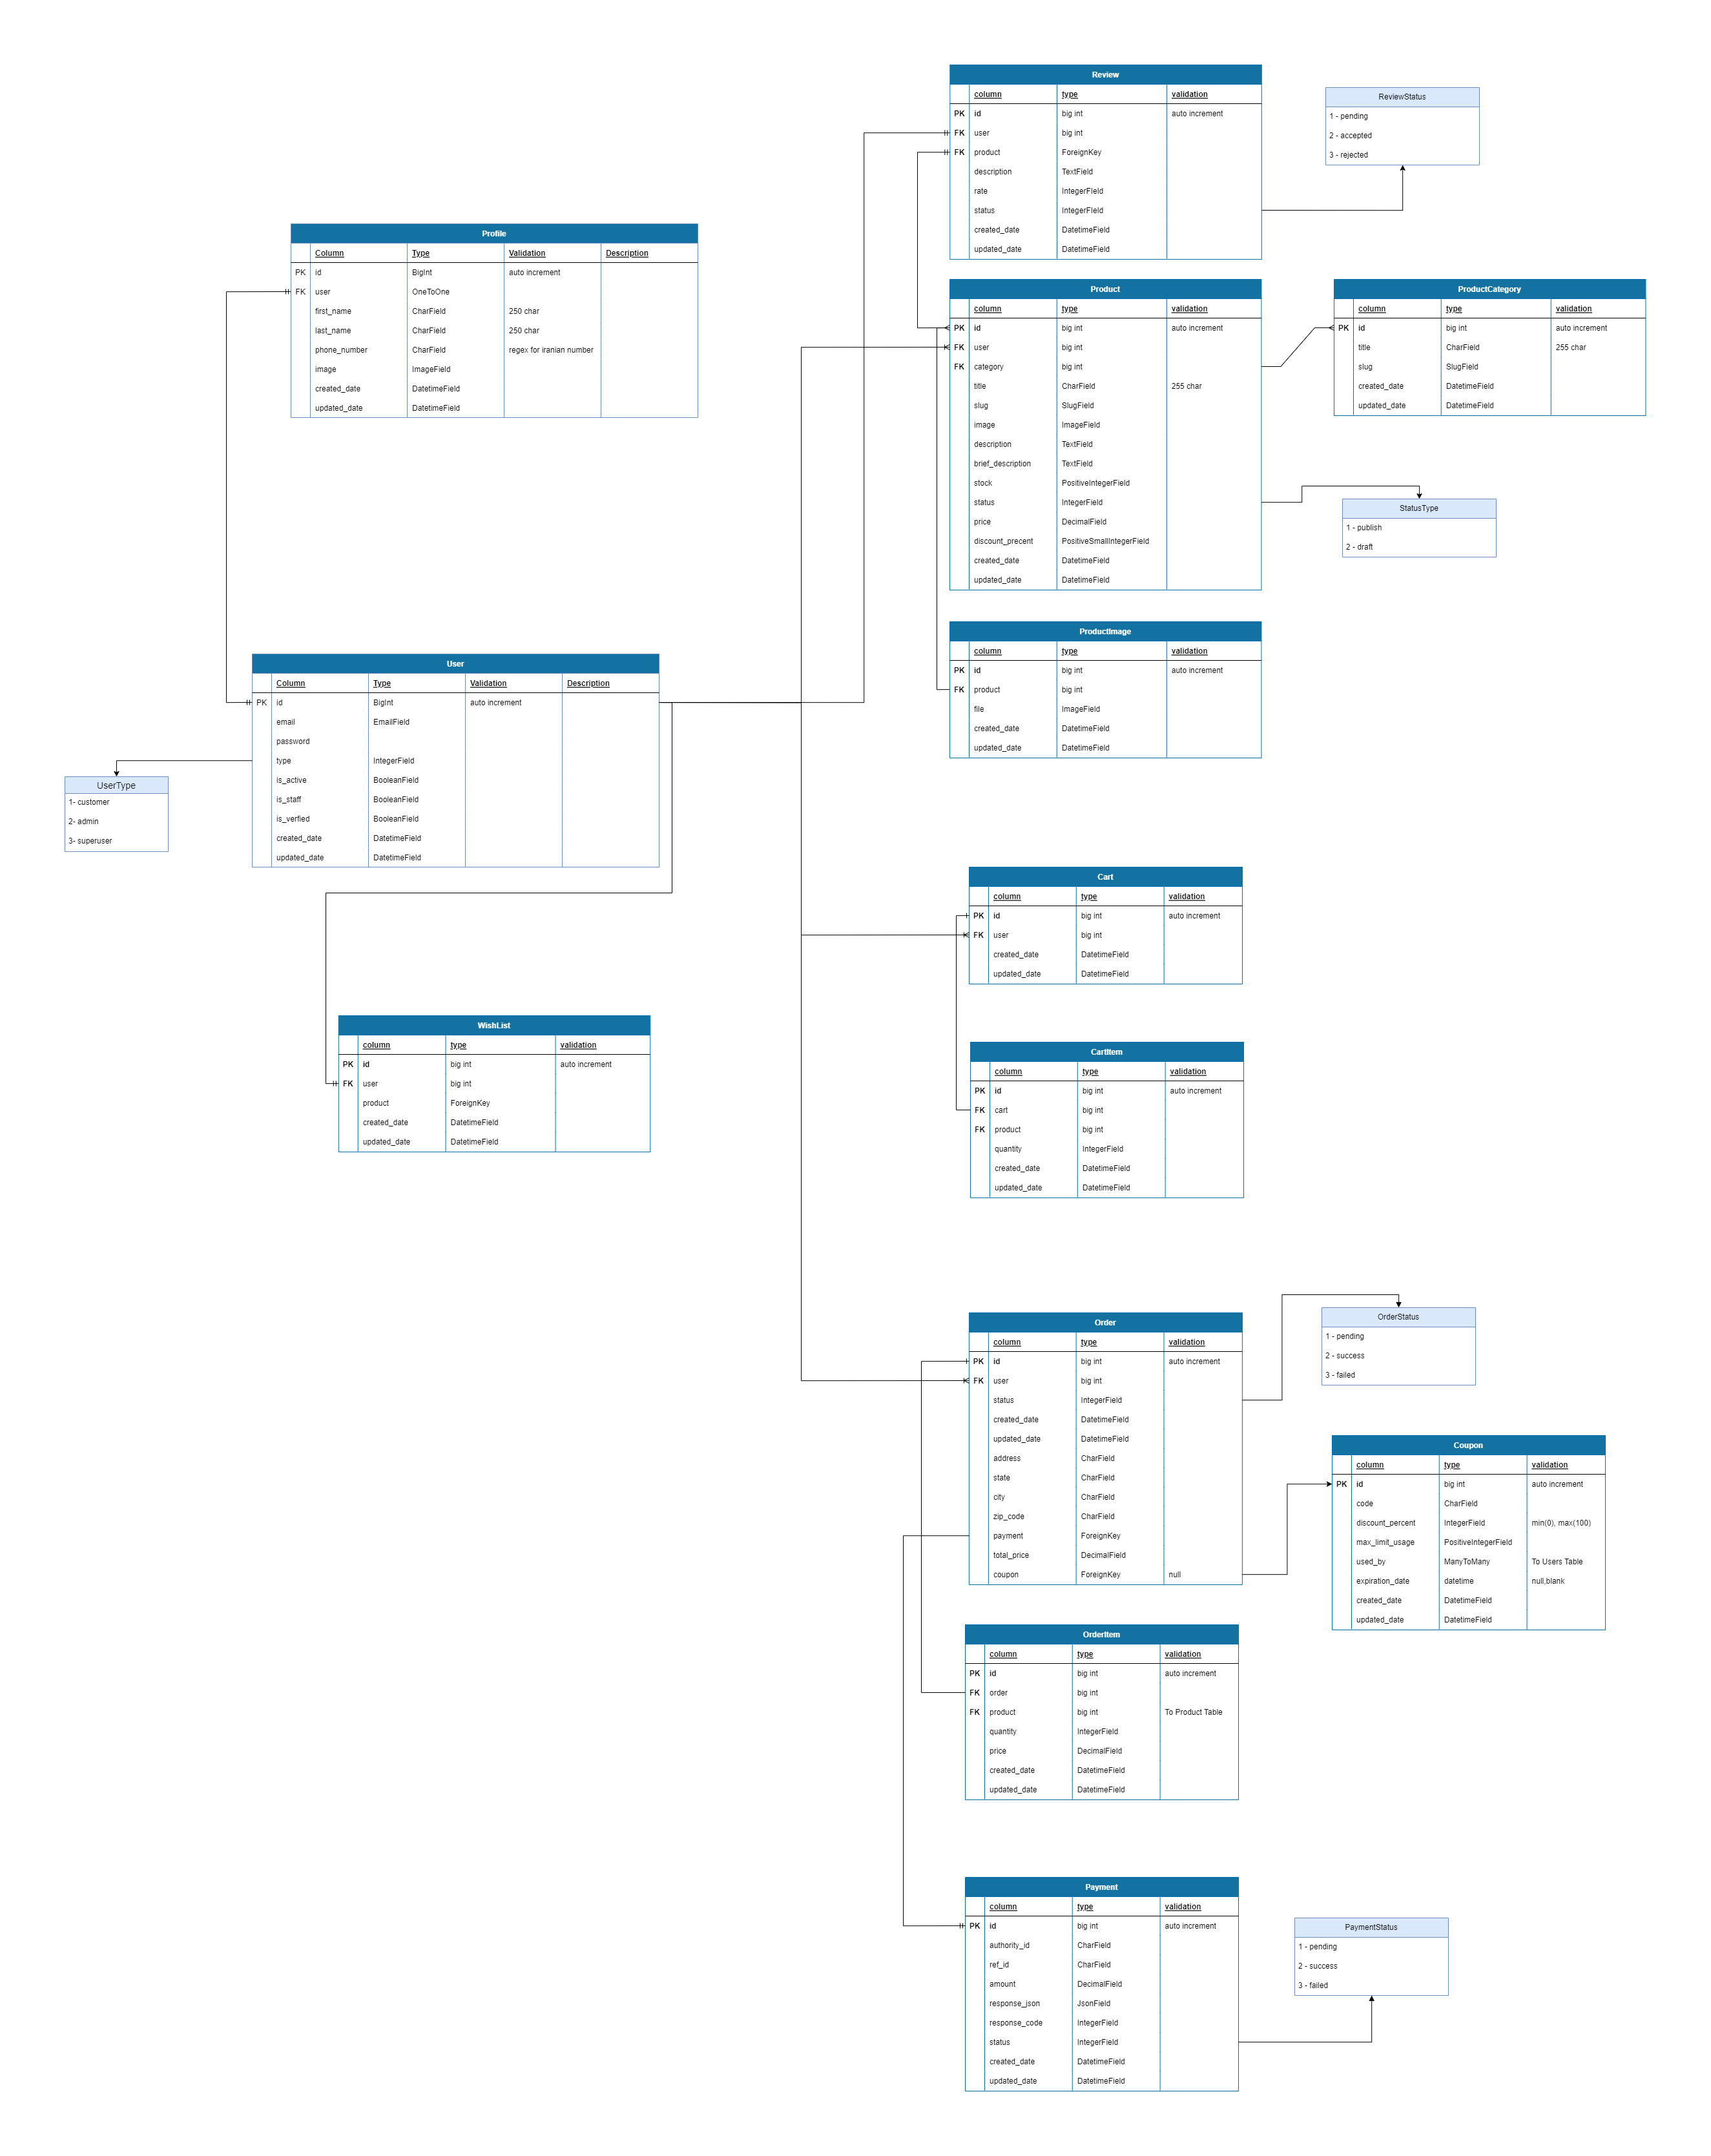 Review
column type validation
PK id big int auto increment
FK user big int
FK product ForeignKey
description TextField
rate IntegerField
status IntegerField
created_date DatetimeField
updated_date DatetimeField
ReviewStatus
1 - pending
2 - accepted
3 - rejected
Profile
Column Type Validation Description
PK id BigInt auto increment
FK user OneToOne
first_name CharField 250 char
last_name CharField 250 char
phone_number CharField regex for iranian number
image ImageField
created_date DatetimeField
updated_date DatetimeField
Product
column type validation
PK id big int auto increment
FK user big int
FK category big int
title CharField 255 char
slug SlugField
image ImageField
description TextField
brief_description TextField
stock PositiveIntegerField
status IntegerField
price DecimalField
discount_precent PositiveSmallIntegerField
created_date DatetimeField
updated_date DatetimeField
ProductCategory
column type validation
PK id big int auto increment
title CharField 255 char
slug SlugField
created_date DatetimeField
updated_date DatetimeField
StatusType
1 - publish
2 - draft
ProductImage
column type validation
PK id big int auto increment
FK product big int
file ImageField
created_date DatetimeField
updated_date DatetimeField
User
Column Type Validation Description
PK id BigInt auto increment
email EmailField
password
type IntegerField
is_active BooleanField
is_staff BooleanField
is_verfied BooleanField
created_date DatetimeField
updated_date DatetimeField
UserType
1- customer
2- admin
3- superuser
Cart
column type validation
PK id big int auto increment
FK user big int
created_date DatetimeField
updated_date DatetimeField
WishList
column type validation
PK id big int auto increment
FK user big int
product ForeignKey
created_date DatetimeField
updated_date DatetimeField
CartItem
column type validation
PK id big int auto increment
FK cart big int
FK product big int
quantity IntegerField
created_date DatetimeField
updated_date DatetimeField
Order
column type validation
PK id big int auto increment
FK user big int
status IntegerField
created_date DatetimeField
updated_date DatetimeField
address CharField
state CharField
city CharField
zip_code CharField
payment ForeignKey
total_price DecimalField
coupon ForeignKey null
OrderStatus
1 - pending
2 - success
3 - failed
Coupon
column type validation
PK id big int auto increment
code CharField
discount_percent IntegerField min(0), max(100)
max_limit_usage PositiveIntegerField
used_by ManyToMany To Users Table
expiration_date datetime null,blank
created_date DatetimeField
updated_date DatetimeField
OrderItem
column type validation
PK id big int auto increment
FK order big int
FK product big int To Product Table
quantity IntegerField
price DecimalField
created_date DatetimeField
updated_date DatetimeField
Payment
column type validation
PK id big int auto increment
authority_id CharField
ref_id CharField
amount DecimalField
response_json JsonField
response_code IntegerField
status IntegerField
created_date DatetimeField
updated_date DatetimeField
PaymentStatus
1 - pending
2 - success
3 - failed